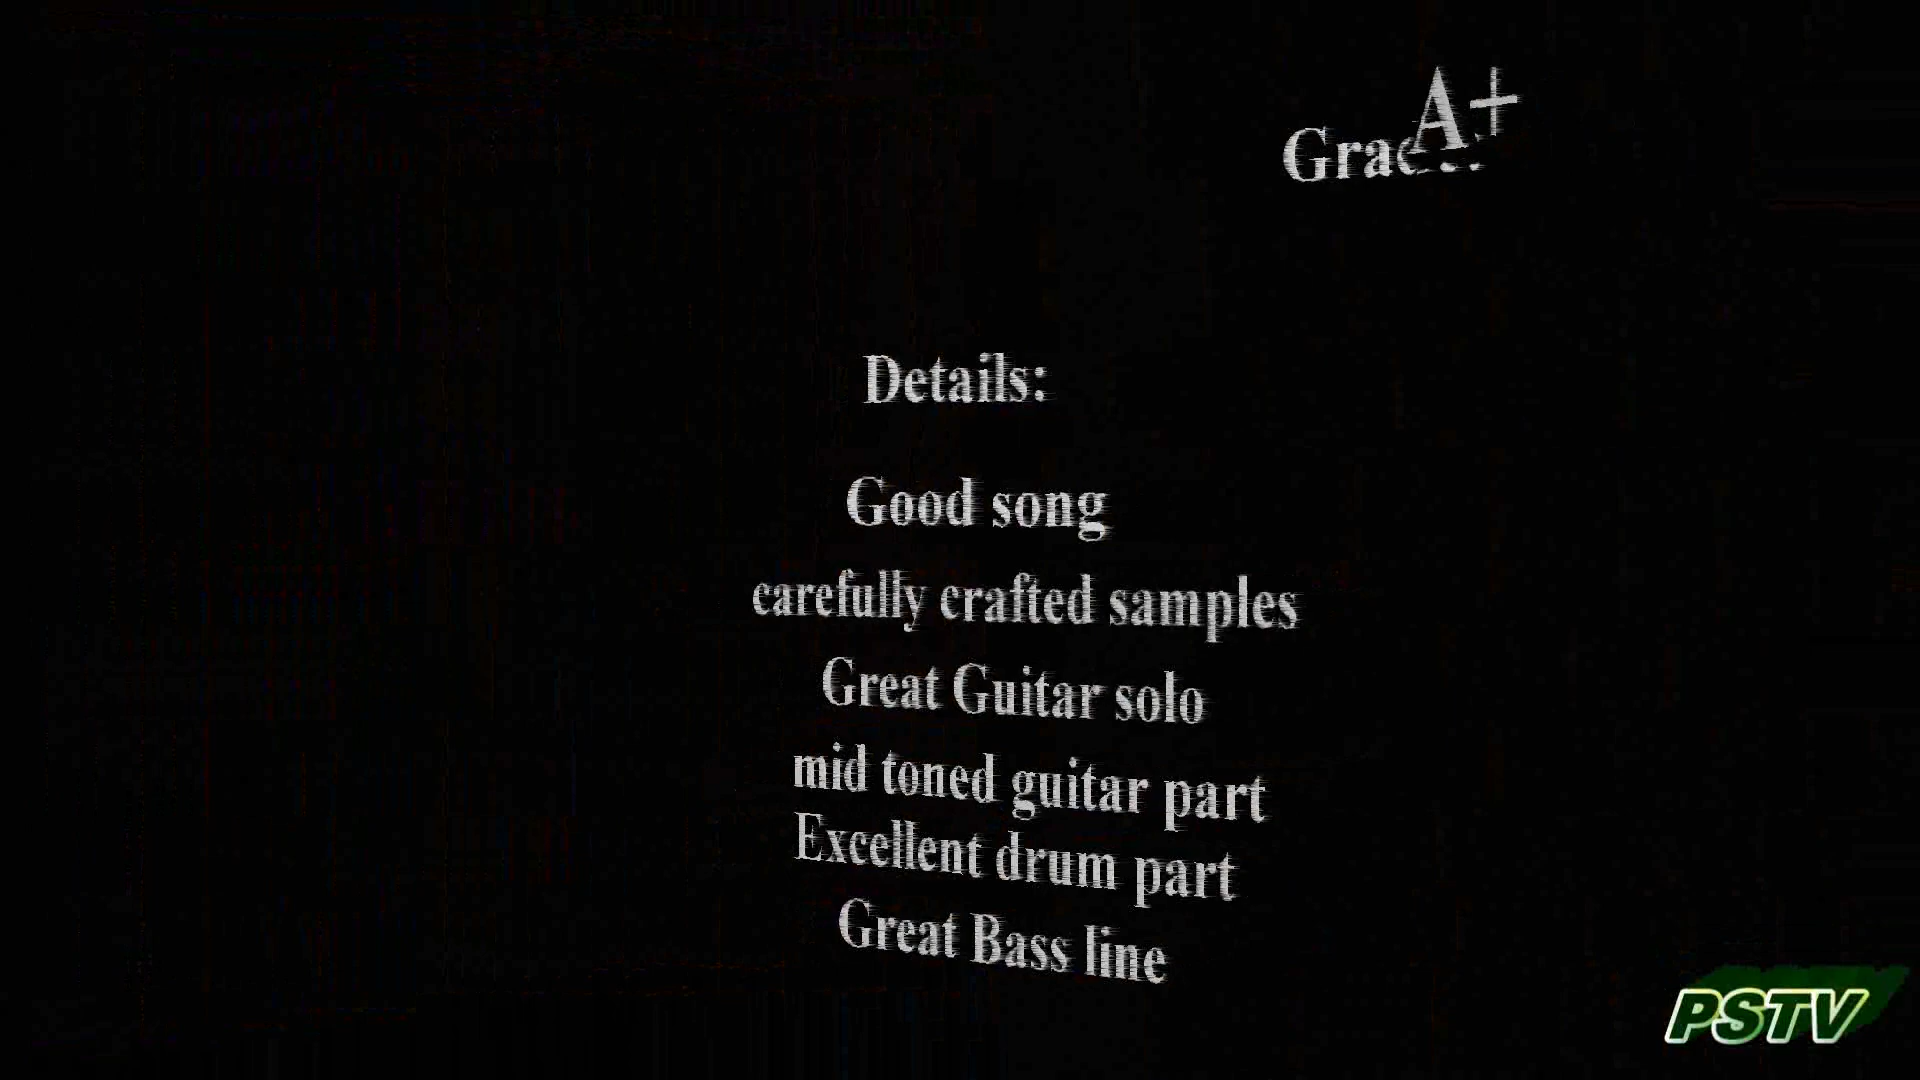 A+
Grade:
Details:
Good song
carefully crafted samples
Great Guitar solo
mid toned guitar part
Excellent drum part
Great Bass line
PSTV